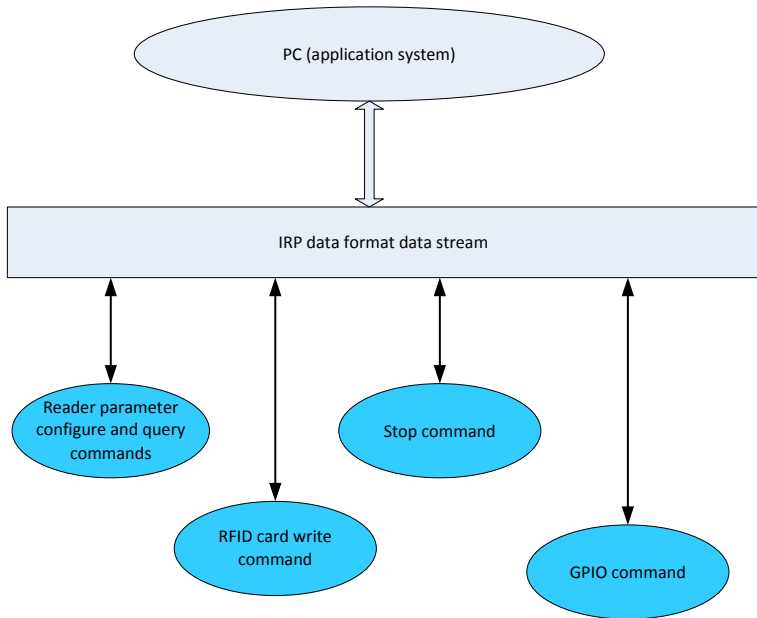 PC (application system)
IRP data format data stream
Reader parameter
configure and query
commands
Stop command
RFID card write
command
GPIO command